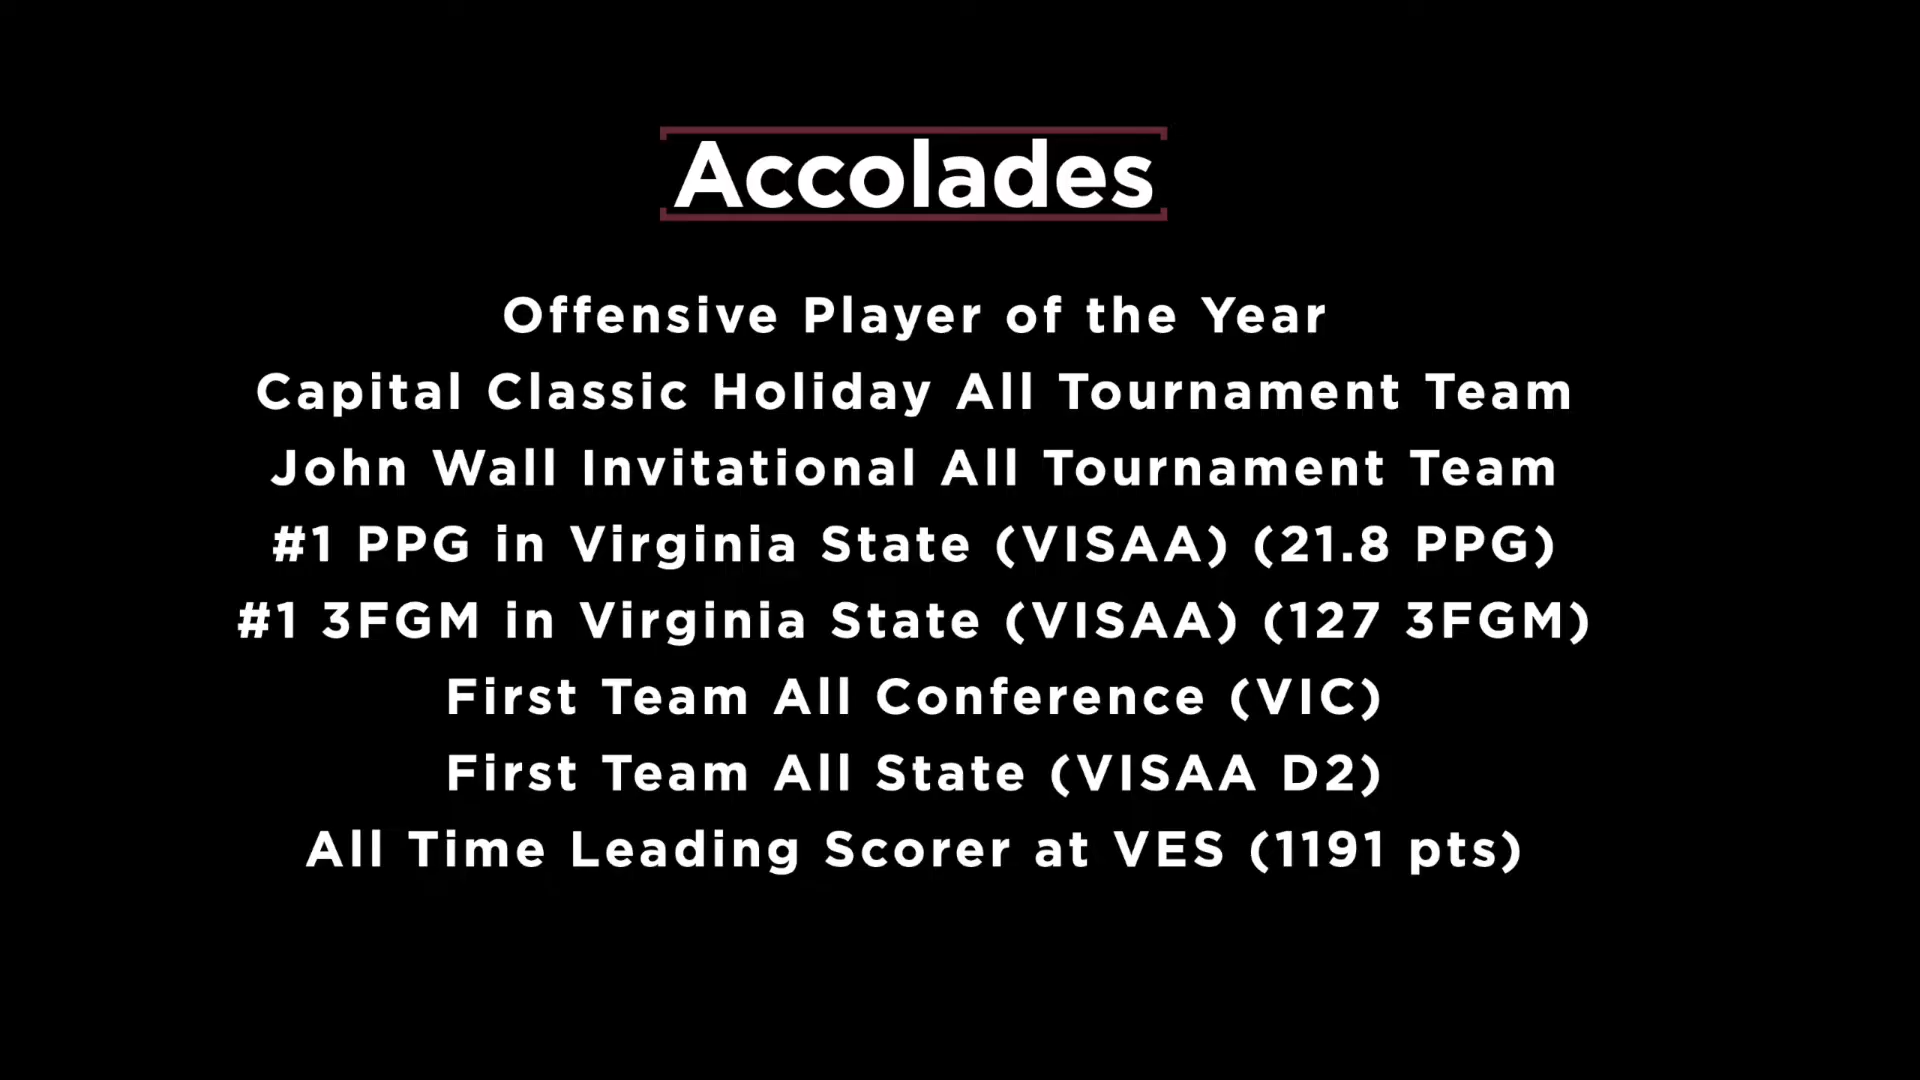 Accolades
Offensive Player of the Year
Capital Classic Holiday All Tournament Team
John Wall Invitational All Tournament Team
#1 PPG in Virginia State (VISAA) (21.8 PPG)
#1 3FGM in Virginia State (VISAA) (127 3FGM)
First Team All Conference (VIC)
First Team All State (VISAA D2)
All Time Leading Scorer at VES (1191 pts)